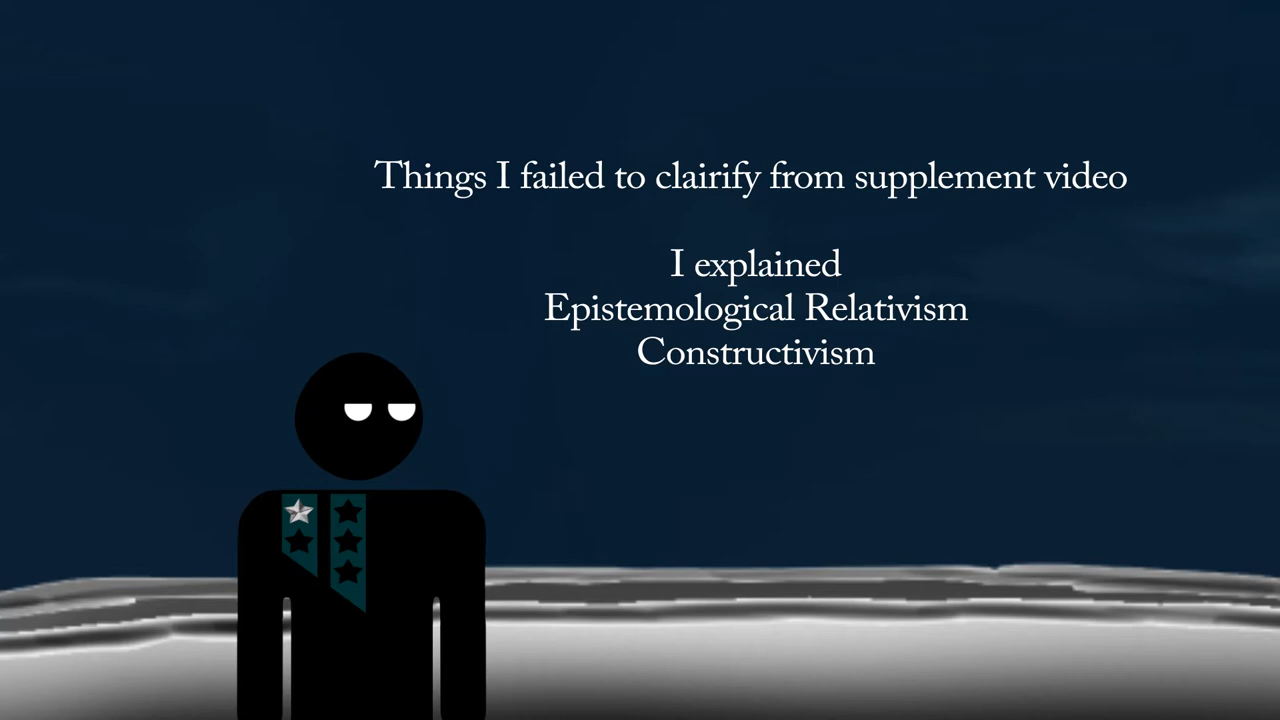 Things I failed to clairify from supplement video
I explained
Epistemological Relativism
Constructivism